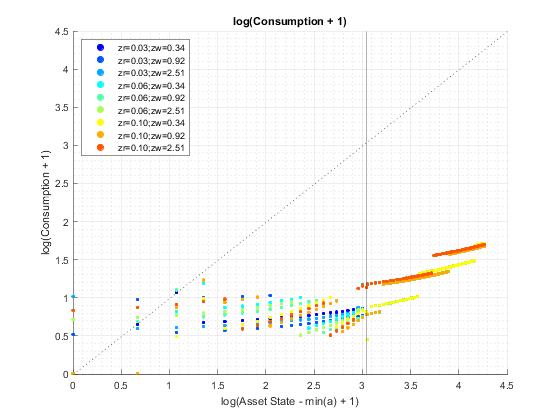 log(Consumption + 1)
4.5
4
3.5
3
2.5
2
1.5
1
0.5
0
log(Consumption + 1)
zr=0.03;zw=0.34
zr=0.03;zw=0.92
zr=0.03;zw=2.51
zr=0.06;zw=0.34
zr=0.06;zw=0.92
zr=0.06;zw=2.51
zr=0.10;zw=0.34
zr=0.10;zw=0.92
zr=0.10;zw=2.51
0 0.5 1 1.5 2 2.5 3 3.5 4 4.5
log(Asset State - min(a) + 1)